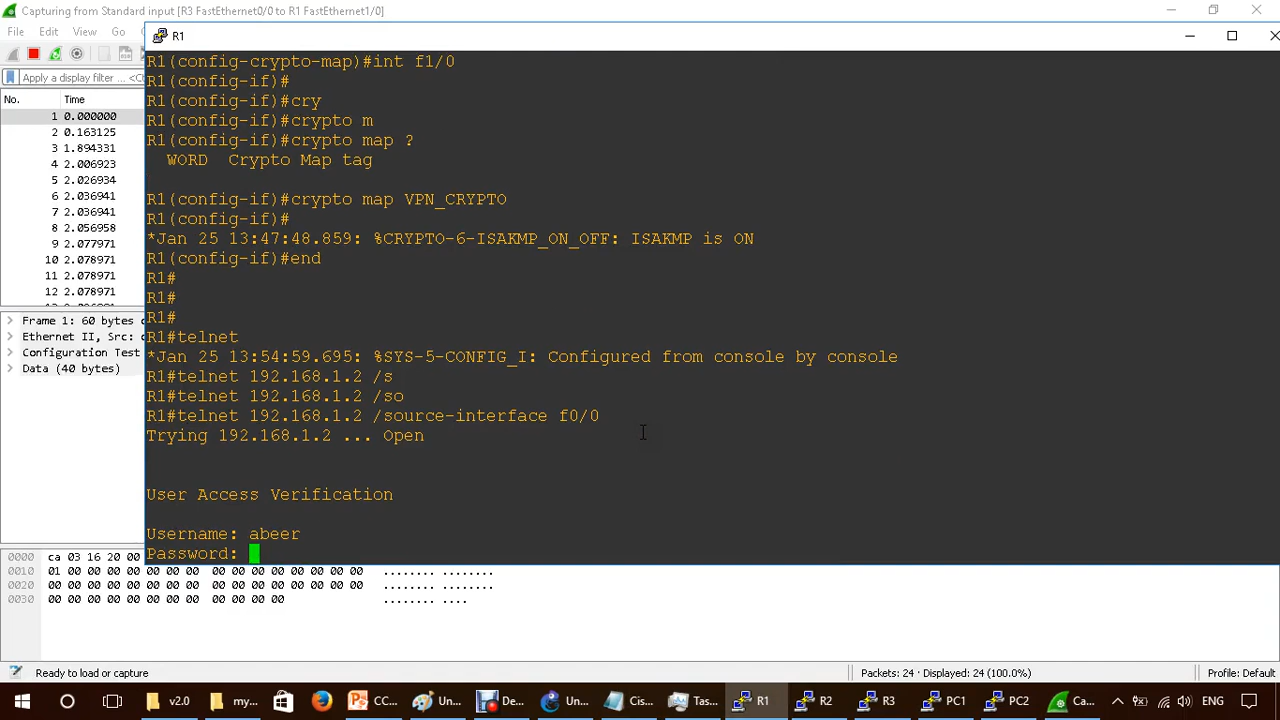 Capturing from Standard input [R3 FastEthernet0/0 to R1 FastEthernet1/0]
File Edit View Go
R1
Apply a display filter ...
No. Time
1 0.000000
2 0.163125
3 1.894331
4 2.006923
5 2.026934
6 2.036941
7 2.036941
8 2.056958
9 2.077971
10 2.078971
11 2.078971
12 2.078971
Frame 1: 60 bytes
Ethernet II, Src:
Configuration Test
Data (40 bytes)
R1(config-crypto-map)#int f1/0
R1(config-if)#
R1(config-if)#cry
R1(config-if)#crypto m
R1(config-if)#crypto map ?
WORD Crypto Map tag
R1(config-if)#crypto map VPN_CRYPTO
R1(config-if)#
*Jan 25 13:47:48.859: %CRYPTO-6-ISAKMP_ON_OFF: ISAKMP is ON
R1(config-if)#end
R1#
R1#
R1#
R1#telnet
*Jan 25 13:54:59.695: %SYS-5-CONFIG_I: Configured from console by console
R1#telnet 192.168.1.2 /s
R1#telnet 192.168.1.2 /so
R1#telnet 192.168.1.2 /source-interface f0/0
Trying 192.168.1.2 ... Open
User Access Verification
Username: abeer
Password:
0000 ca 03 16 20 00
0010 01 00 00 00 00 00 00 00 00 00 00 00 00 00 00 00 ........ ........
0020 00 00 00 00 00 00 00 00 00 00 00 00 00 00 00 00 ........ ........
0030 00 00 00 00 00 00 00 00 00 00 00 00 ........ ....
Ready to load or capture Packets: 24 · Displayed: 24 (100.0%) Profile: Default
v2.0 my... CC... Un... De... Un... Cis... Tas... R1 R2 R3 PC1 PC2 Ca... ENG